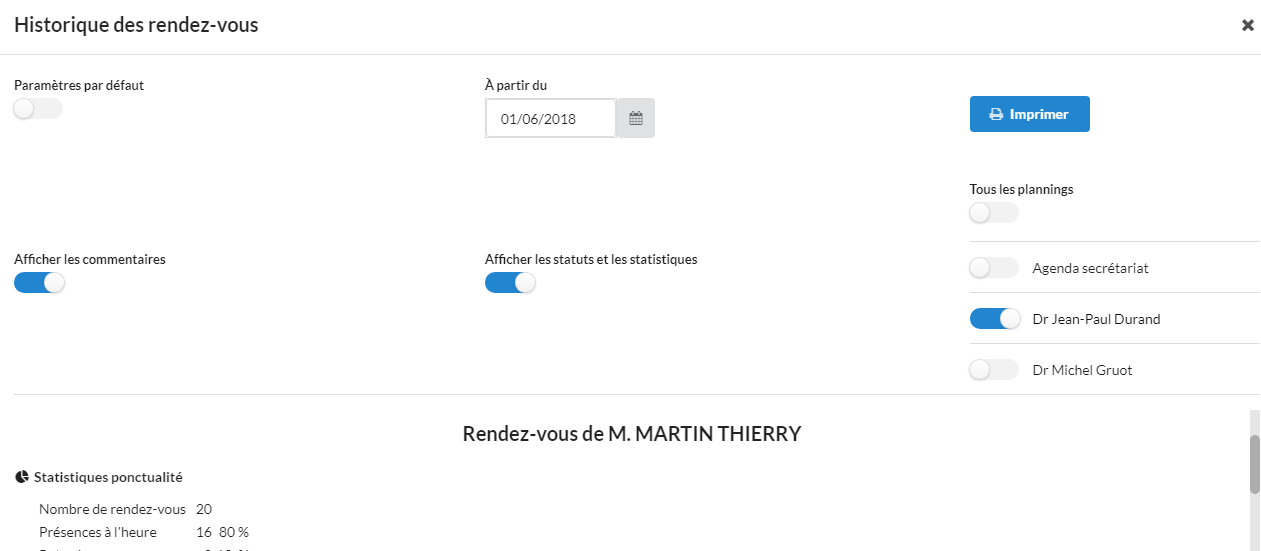 Historique des rendez-vous
Paramètres par défaut
À partir du
01/06/2018
Imprimer
Tous les plannings
Afficher les commentaires
Afficher les statuts et les statistiques
Agenda secrétariat
Dr Jean-Paul Durand
Dr Michel Gruot
Rendez-vous de M. MARTIN THIERRY
Statistiques ponctualité
Nombre de rendez-vous 20
Présences à l'heure 16 80 %